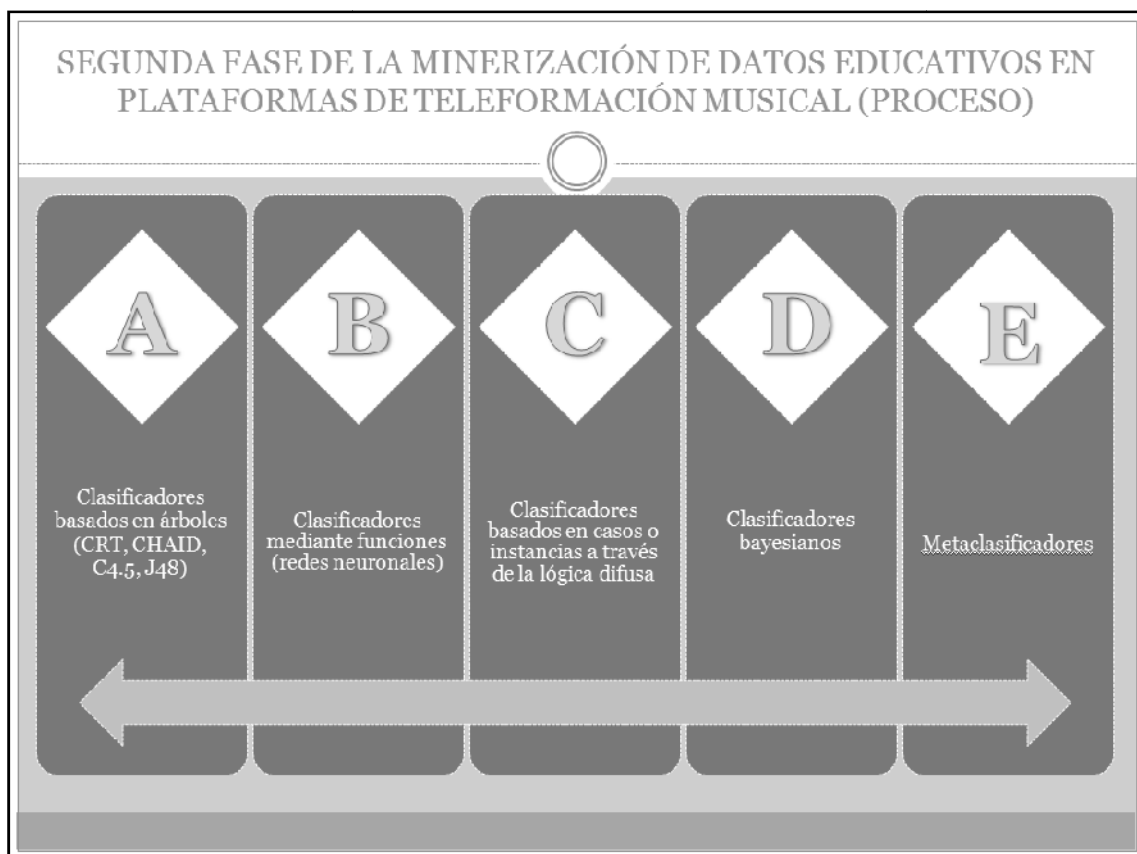 SEGUNDA FASE DE LA MINERIZACIÓN DE DATOS EDUCATIVOS EN
PLATAFORMAS DE TELEFORMACIÓN MUSICAL (PROCESO)
A
Clasificadores
basados en árboles
(CRT, CHAID,
C4.5, J48)
B
Clasificadores
mediante funciones
(redes neuronales)
C
Clasificadores
basados en casos o
instancias a través
de la lógica difusa
D
Clasificadores
bayesianos
E
Metaclasificadores